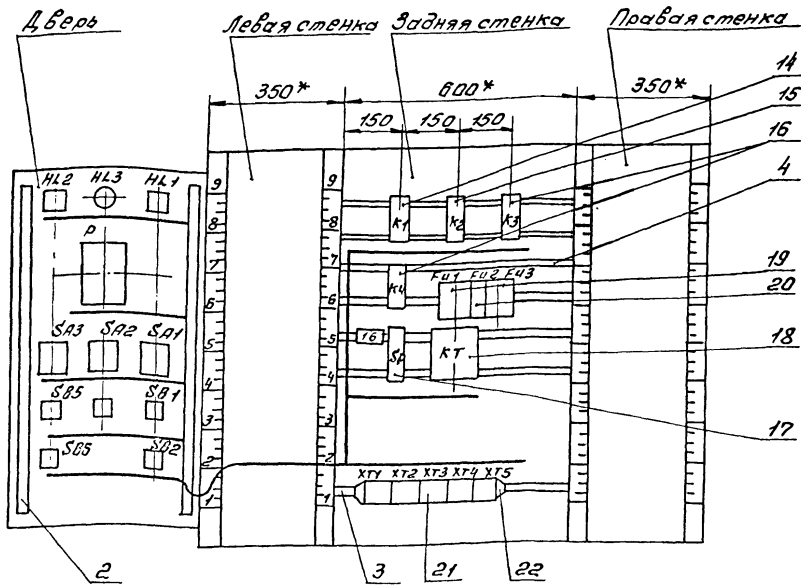 Дверь
Левая стенка
Задняя стенка
Правая стенка
14
350*
600*
350*
15
150
150
150
16
4
HL2
HL3
HL1
9
9
K1
K2
K3
8
8
P
7
7
K4
FU1
FU2
FU3
19
6
6
20
SA3
SA2
SA1
5
5
16
SF
KT
18
4
4
SB5
SB1
3
3
17
SB5
SB2
2
2
XT1
XT2
XT3
XT4
XT5
1
1
2
3
21
22